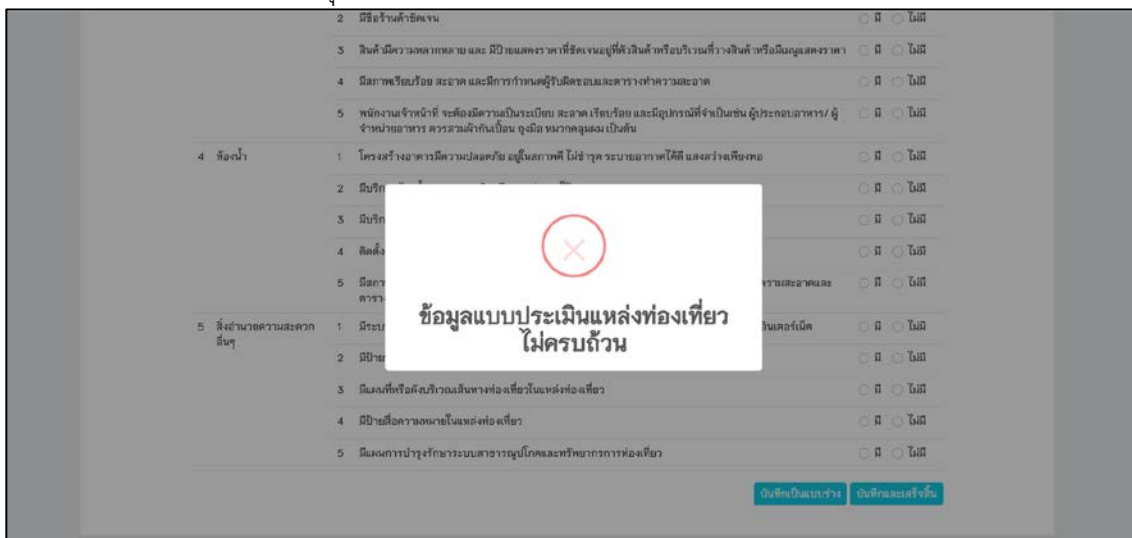 2 มีชื่อร้านค้าชัดเจน มี ไม่มี
3 สินค้ามีความหลากหลาย และ มีป้ายแสดงราคาที่ชัดเจนอยู่ที่ตัวสินค้าหรือบริเวณที่วางสินค้าหรือมีเมนูแสดงราคา มี ไม่มี
4 มีสภาพเรียบร้อย สะอาด และมีการกำหนดผู้รับผิดชอบและตารางทำความสะอาด มี ไม่มี
5 พนักงานเจ้าหน้าที่ จะต้องมีความเป็นระเบียบ สะอาด เรียบร้อย และมีอุปกรณ์ที่จำเป็นเช่น ผู้ประกอบอาหาร/ ผู้ มี ไม่มี
จำหน่ายอาหาร ควรสวมผ้ากันเปื้อน ถุงมือ หมวกคลุมผม เป็นต้น
4 ห้องน้ำ 1 โครงสร้างอาคารมีความปลอดภัย อยู่ในสภาพดี ไม่ชำรุด ระบายอากาศได้ดี แสงสว่างเพียงพอ มี ไม่มี
2 มีบริกา มี ไม่มี
3 มีบริก มี ไม่มี
4 ติดตั้ง มี ไม่มี
5 มีสภา ความสะอาดและ มี ไม่มี
ตาราง
ข้อมูลแบบประเมินแหล่งท่องเที่ยว
ไม่ครบถ้วน
5 สิ่งอำนวยความสะดวก 1 มีระบ อินเตอร์เน็ต มี ไม่มี
อื่นๆ
2 มีป้าย มี ไม่มี
3 มีแผนที่หรือผังบริเวณเส้นทางท่องเที่ยวในแหล่งท่องเที่ยว มี ไม่มี
4 มีป้ายสื่อความหมายในแหล่งท่องเที่ยว มี ไม่มี
5 มีแผนการบำรุงรักษาระบบสาธารณูปโภคและทรัพยากรการท่องเที่ยว มี ไม่มี
บันทึกเป็นแบบร่าง บันทึกและเสร็จสิ้น